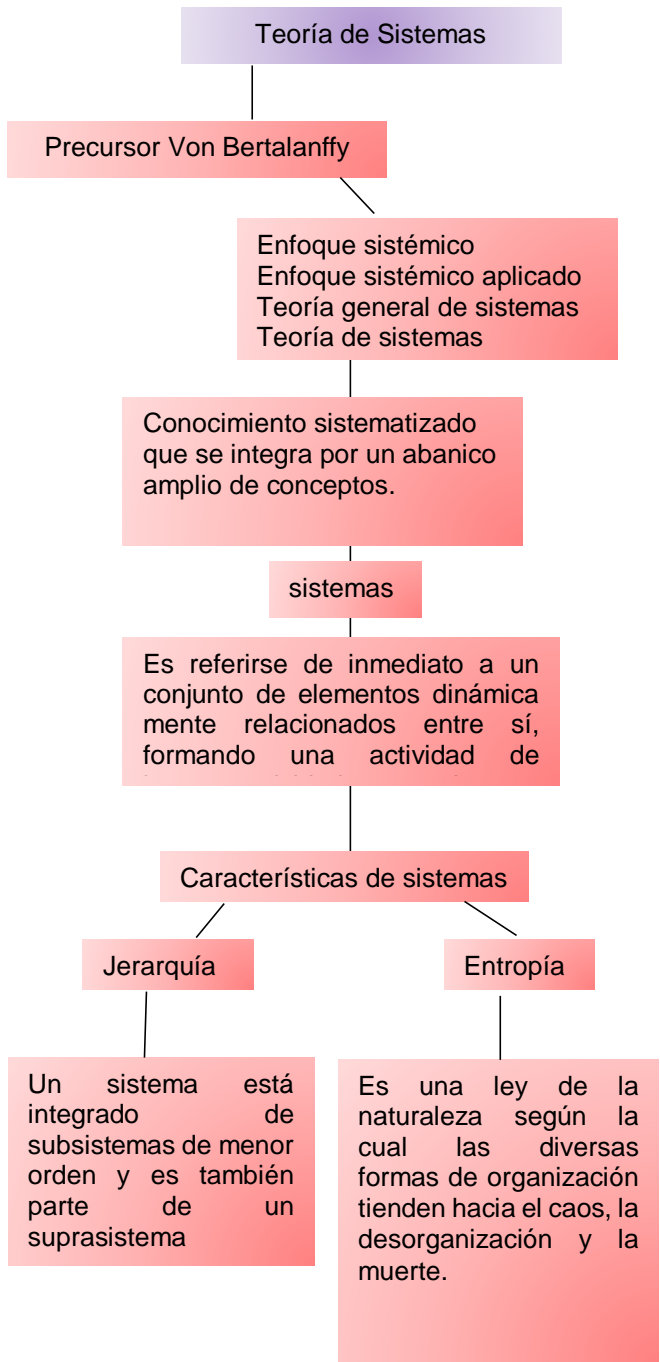 Teoría de Sistemas
Precursor Von Bertalanffy
Enfoque sistémico
Enfoque sistémico aplicado
Teoría general de sistemas
Teoría de sistemas
Conocimiento sistematizado
que se integra por un abanico
amplio de conceptos.
sistemas
Es referirse de inmediato a un
conjunto de elementos dinámica
mente relacionados entre sí,
formando una actividad de
Características de sistemas
Jerarquía
Entropía
Un sistema está
integrado de
subsistemas de menor
orden y es también
parte de un
suprasistema
Es una ley de la
naturaleza según la
cual las diversas
formas de organización
tienden hacia el caos, la
desorganización y la
muerte.